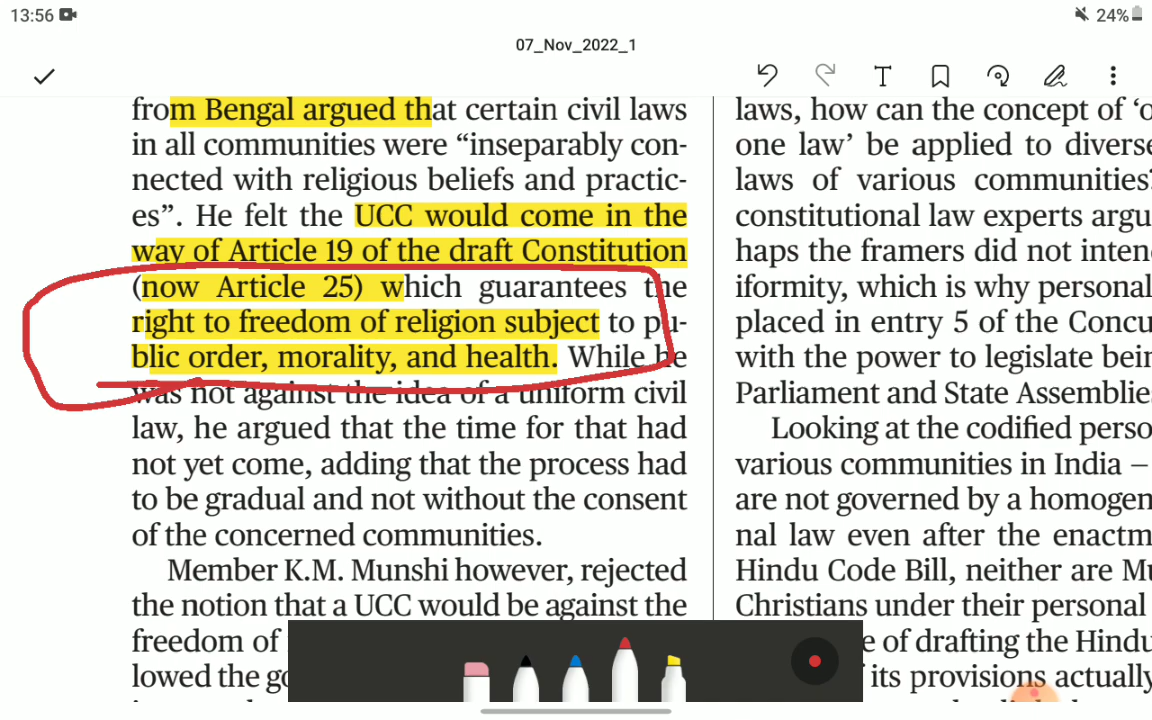 13:56
24%
07_Nov_2022_1
T
from Bengal argued that certain civil laws
in all communities were “inseparably con-
nected with religious beliefs and practic-
es”. He felt the UCC would come in the
way of Article 19 of the draft Constitution
(now Article 25) which guarantees the
right to freedom of religion subject to pu-
blic order, morality, and health. While he
was not against the idea of a uniform civil
law, he argued that the time for that had
not yet come, adding that the process had
to be gradual and not without the consent
of the concerned communities.
Member K.M. Munshi however, rejected
the notion that a UCC would be against the
freedom of
lowed the
laws, how can the concept of
one law’ be applied to diverse
laws of various communities?
constitutional law experts argu
haps the framers did not inten
iformity, which is why personal
placed in entry 5 of the Concu
with the power to legislate bein
Parliament and State Assemblie
Looking at the codified perso
various communities in India –
are not governed by a homogen
nal law even after the enactm
Hindu Code Bill, neither are Mu
Christians under their personal
e of drafting the Hindu
its provisions actually